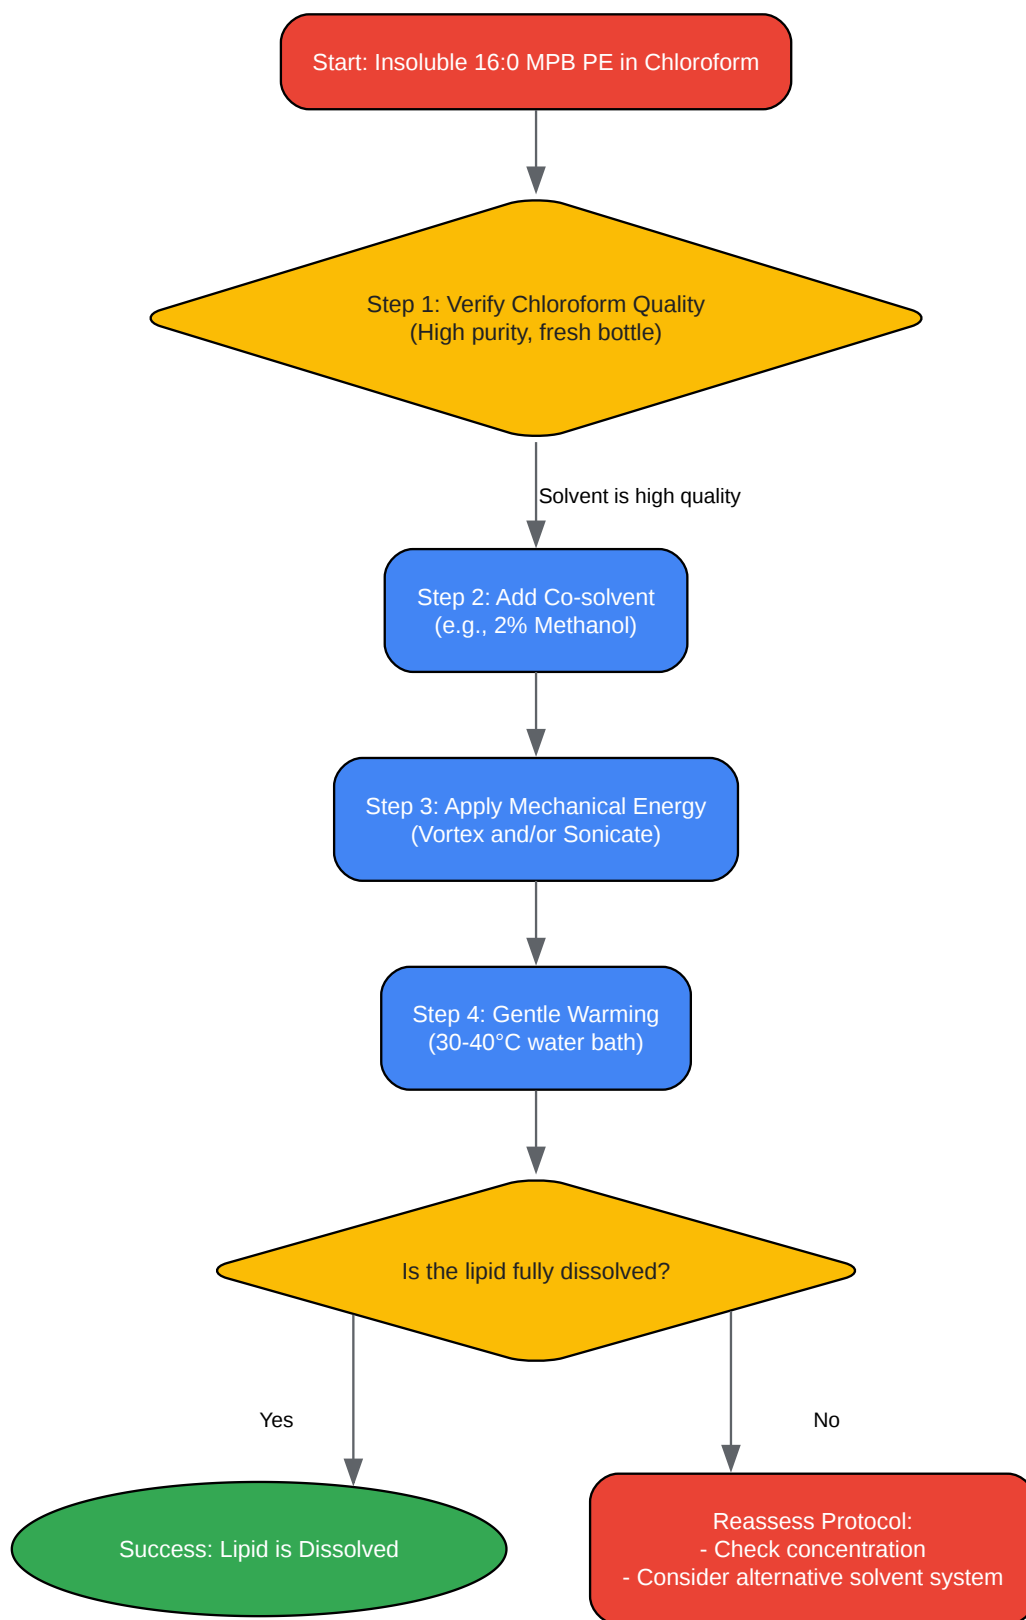 Start: Insoluble 16:0 MPB PE in Chloroform
Step 1: Verify Chloroform Quality
(High purity, fresh bottle)
Solvent is high quality
Step 2: Add Co-solvent
(e.g., 2% Methanol)
Step 3: Apply Mechanical Energy
(Vortex and/or Sonicate)
Step 4: Gentle Warming
(30-40°C water bath)
Is the lipid fully dissolved?
Yes
No
Success: Lipid is Dissolved
Reassess Protocol:
- Check concentration
- Consider alternative solvent system